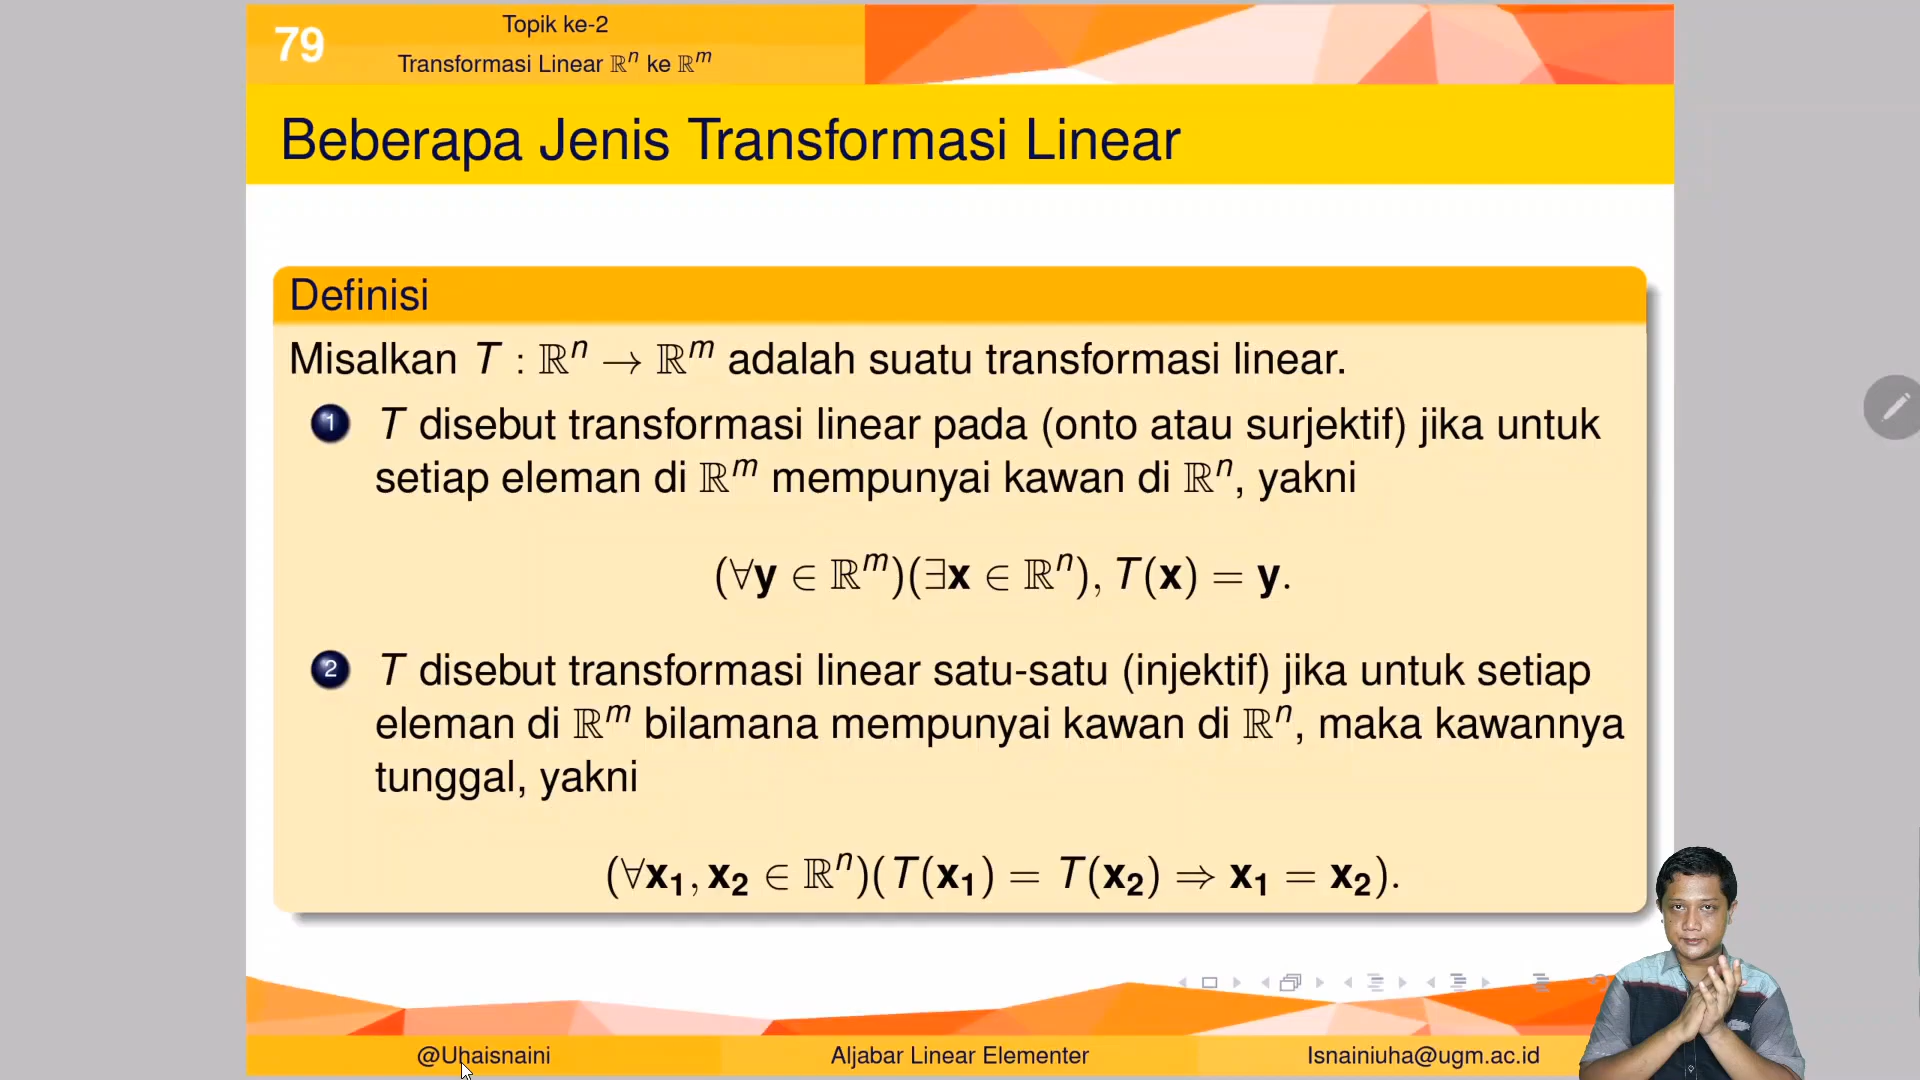 79
Topik ke-2
Transformasi Linear ℝⁿ ke ℝᵐ
Beberapa Jenis Transformasi Linear
Definisi
Misalkan T : ℝⁿ → ℝᵐ adalah suatu transformasi linear.
1 T disebut transformasi linear pada (onto atau surjektif) jika untuk
setiap eleman di ℝᵐ mempunyai kawan di ℝⁿ, yakni
(∀y ∈ ℝᵐ)(∃x ∈ ℝⁿ), T(x) = y.
2 T disebut transformasi linear satu-satu (injektif) jika untuk setiap
eleman di ℝᵐ bilamana mempunyai kawan di ℝⁿ, maka kawannya
tunggal, yakni
(∀x₁, x₂ ∈ ℝⁿ)(T(x₁) = T(x₂) ⇒ x₁ = x₂).
@Uhaisnaini
Aljabar Linear Elementer
Isnainiuha@ugm.ac.id